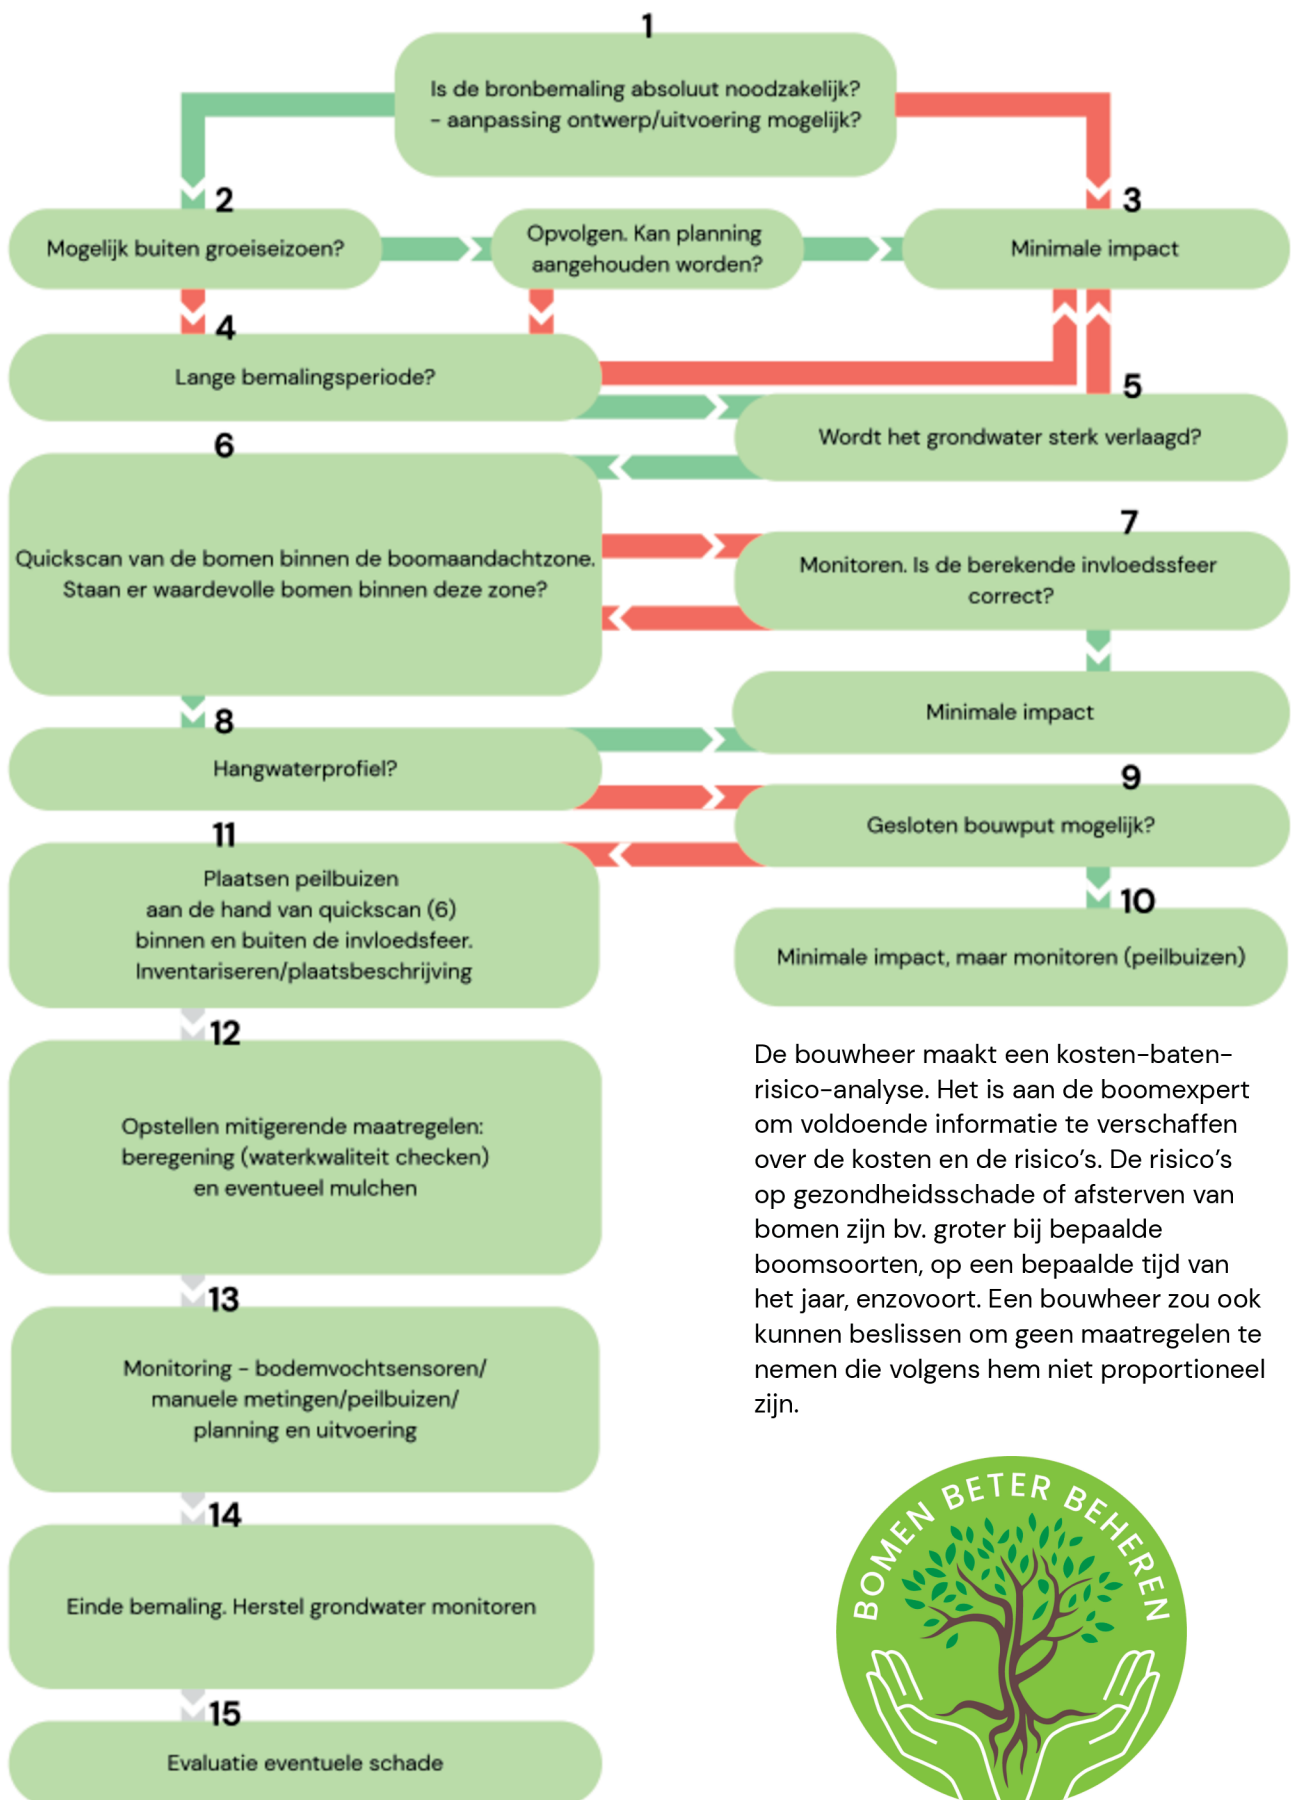 1
Is de bronbemaling absoluut noodzakelijk?
- aanpassing ontwerp/uitvoering mogelijk?
2
Mogelijk buiten groeiseizoen?
Opvolgen. Kan planning
aangehouden worden?
3
Minimale impact
4
Lange bemalingsperiode?
5
Wordt het grondwater sterk verlaagd?
6
Quickscan van de bomen binnen de boomaandachtzone.
Staan er waardevolle bomen binnen deze zone?
7
Monitoren. Is de berekende invloedssfeer
correct?
Minimale impact
8
Hangwaterprofiel?
9
Gesloten bouwput mogelijk?
10
Minimale impact, maar monitoren (peilbuizen)
11
Plaatsen peilbuizen
aan de hand van quickscan (6)
binnen en buiten de invloedsfeer.
Inventariseren/plaatsbeschrijving
12
Opstellen mitigerende maatregelen:
beregening (waterkwaliteit checken)
en eventueel mulchen
13
Monitoring - bodemvochtsensoren/
manuele metingen/peilbuizen/
planning en uitvoering
14
Einde bemaling. Herstel grondwater monitoren
15
Evaluatie eventuele schade
De bouwheer maakt een kosten-baten-
risico-analyse. Het is aan de boomexpert
om voldoende informatie te verschaffen
over de kosten en de risico's. De risico's
op gezondheidsschade of afsterven van
bomen zijn bv. groter bij bepaalde
boomsoorten, op een bepaalde tijd van
het jaar, enzovoort. Een bouwheer zou ook
kunnen beslissen om geen maatregelen te
nemen die volgens hem niet proportioneel
zijn.
BOMEN BETER BEHEREN